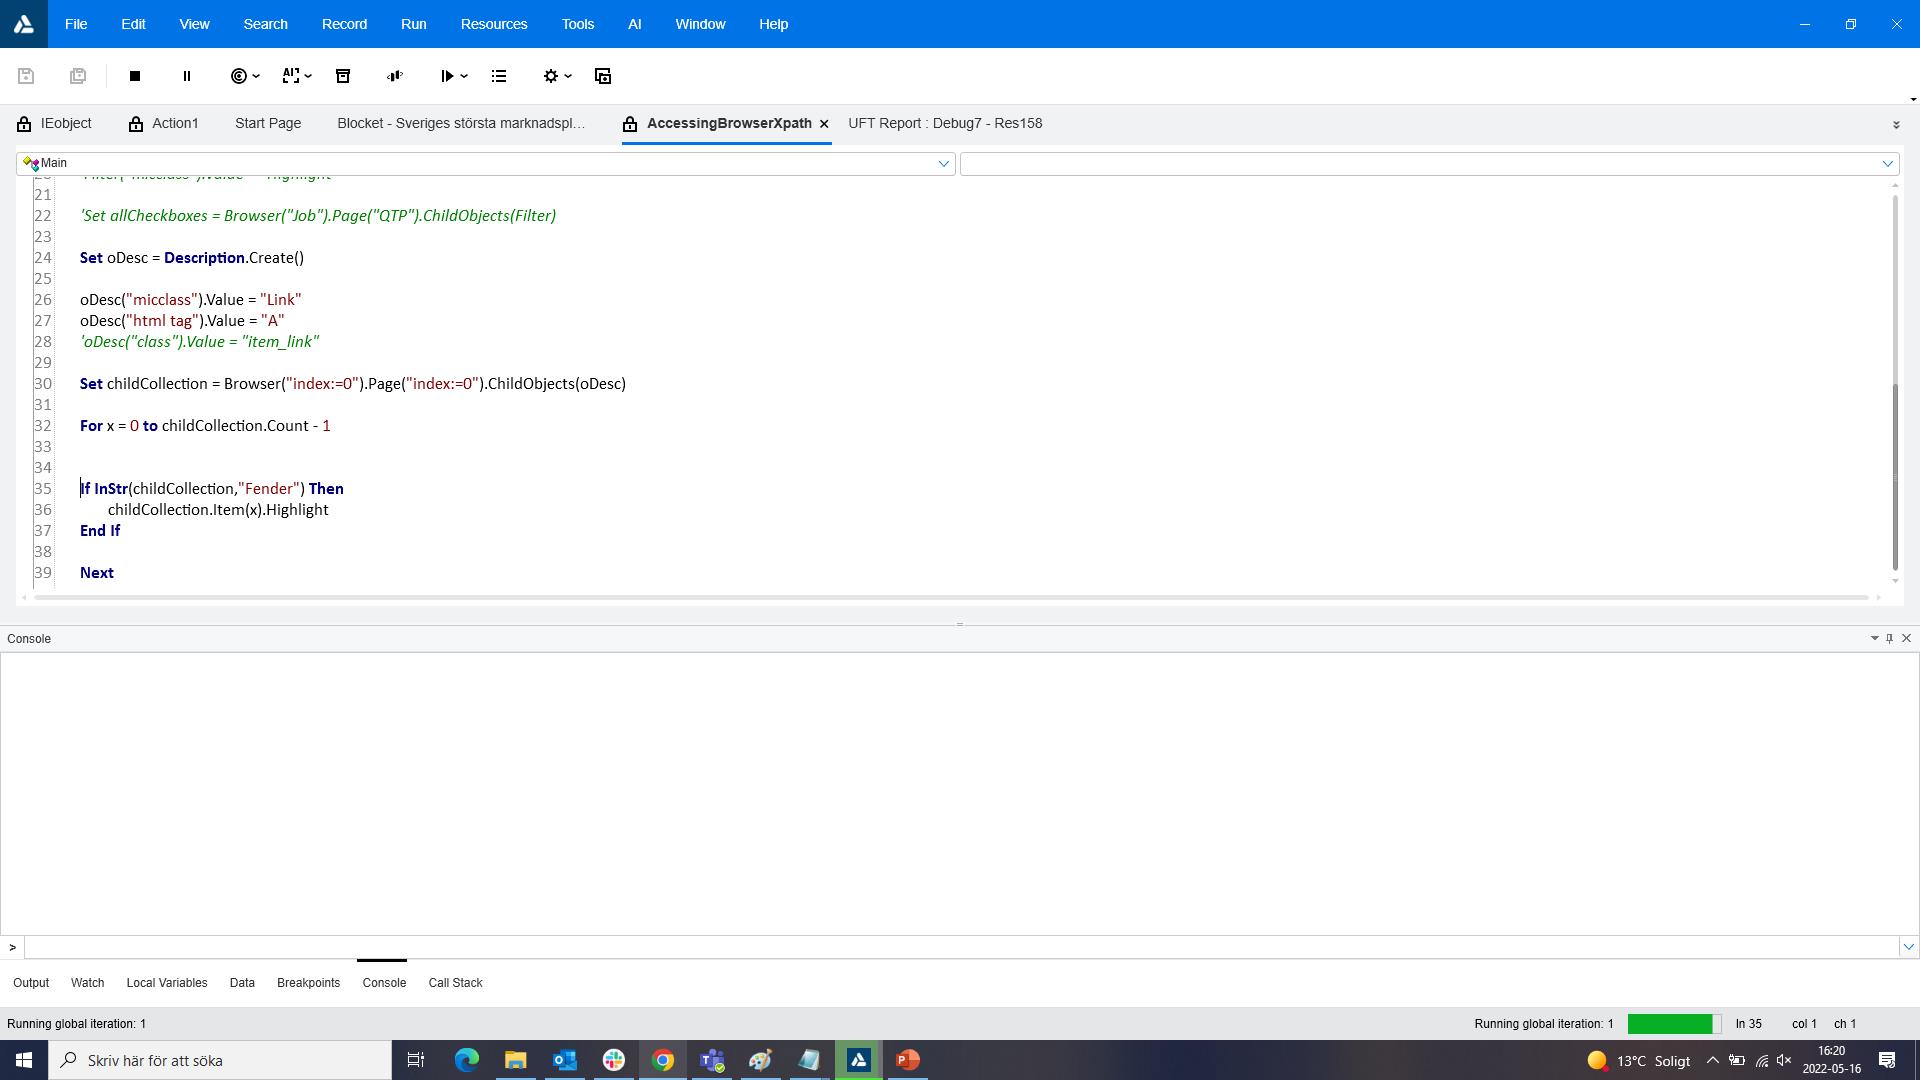 File Edit View Search Record Run Resources Tools AI Window Help
IEobject Action1 Start Page Blocket - Sveriges största marknadspl... AccessingBrowserXpath UFT Report : Debug7 - Res158
Main
21
22 'Set allCheckboxes = Browser("Job").Page("QTP").ChildObjects(Filter)
23
24 Set oDesc = Description.Create()
25
26 oDesc("micclass").Value = "Link"
27 oDesc("html tag").Value = "A"
28 'oDesc("class").Value = "item_link"
29
30 Set childCollection = Browser("index:=0").Page("index:=0").ChildObjects(oDesc)
31
32 For x = 0 to childCollection.Count - 1
33
34
35 If InStr(childCollection,"Fender") Then
36 childCollection.Item(x).Highlight
37 End If
38
39 Next
Console
>
Output Watch Local Variables Data Breakpoints Console Call Stack
Running global iteration: 1 Running global iteration: 1 ln 35 col 1 ch 1
Skriv här för att söka 13°C Soligt 16:20
2022-05-16